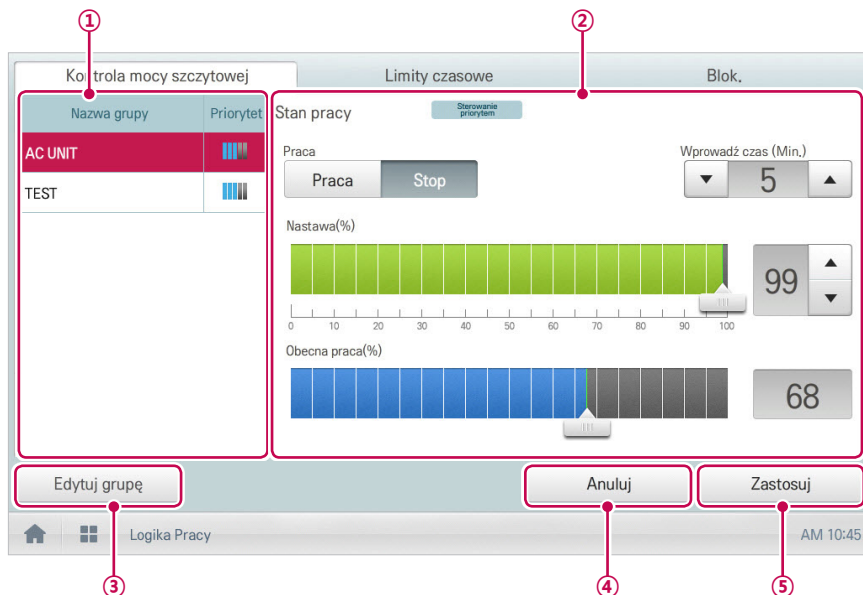 ① ②
Kontrola mocy szczytowej Limity czasowe Blok.
Nazwa grupy Priorytet
Stan pracy Sterowanie
priorytem
AC UNIT
TEST
Praca Wprowadź czas (Min.)
Praca Stop 5
Nastawa(%)
99
0 10 20 30 40 50 60 70 80 90 100
Obecna praca(%)
68
Edytuj grupę Anuluj Zastosuj
Logika Pracy AM 10:45
③ ④ ⑤